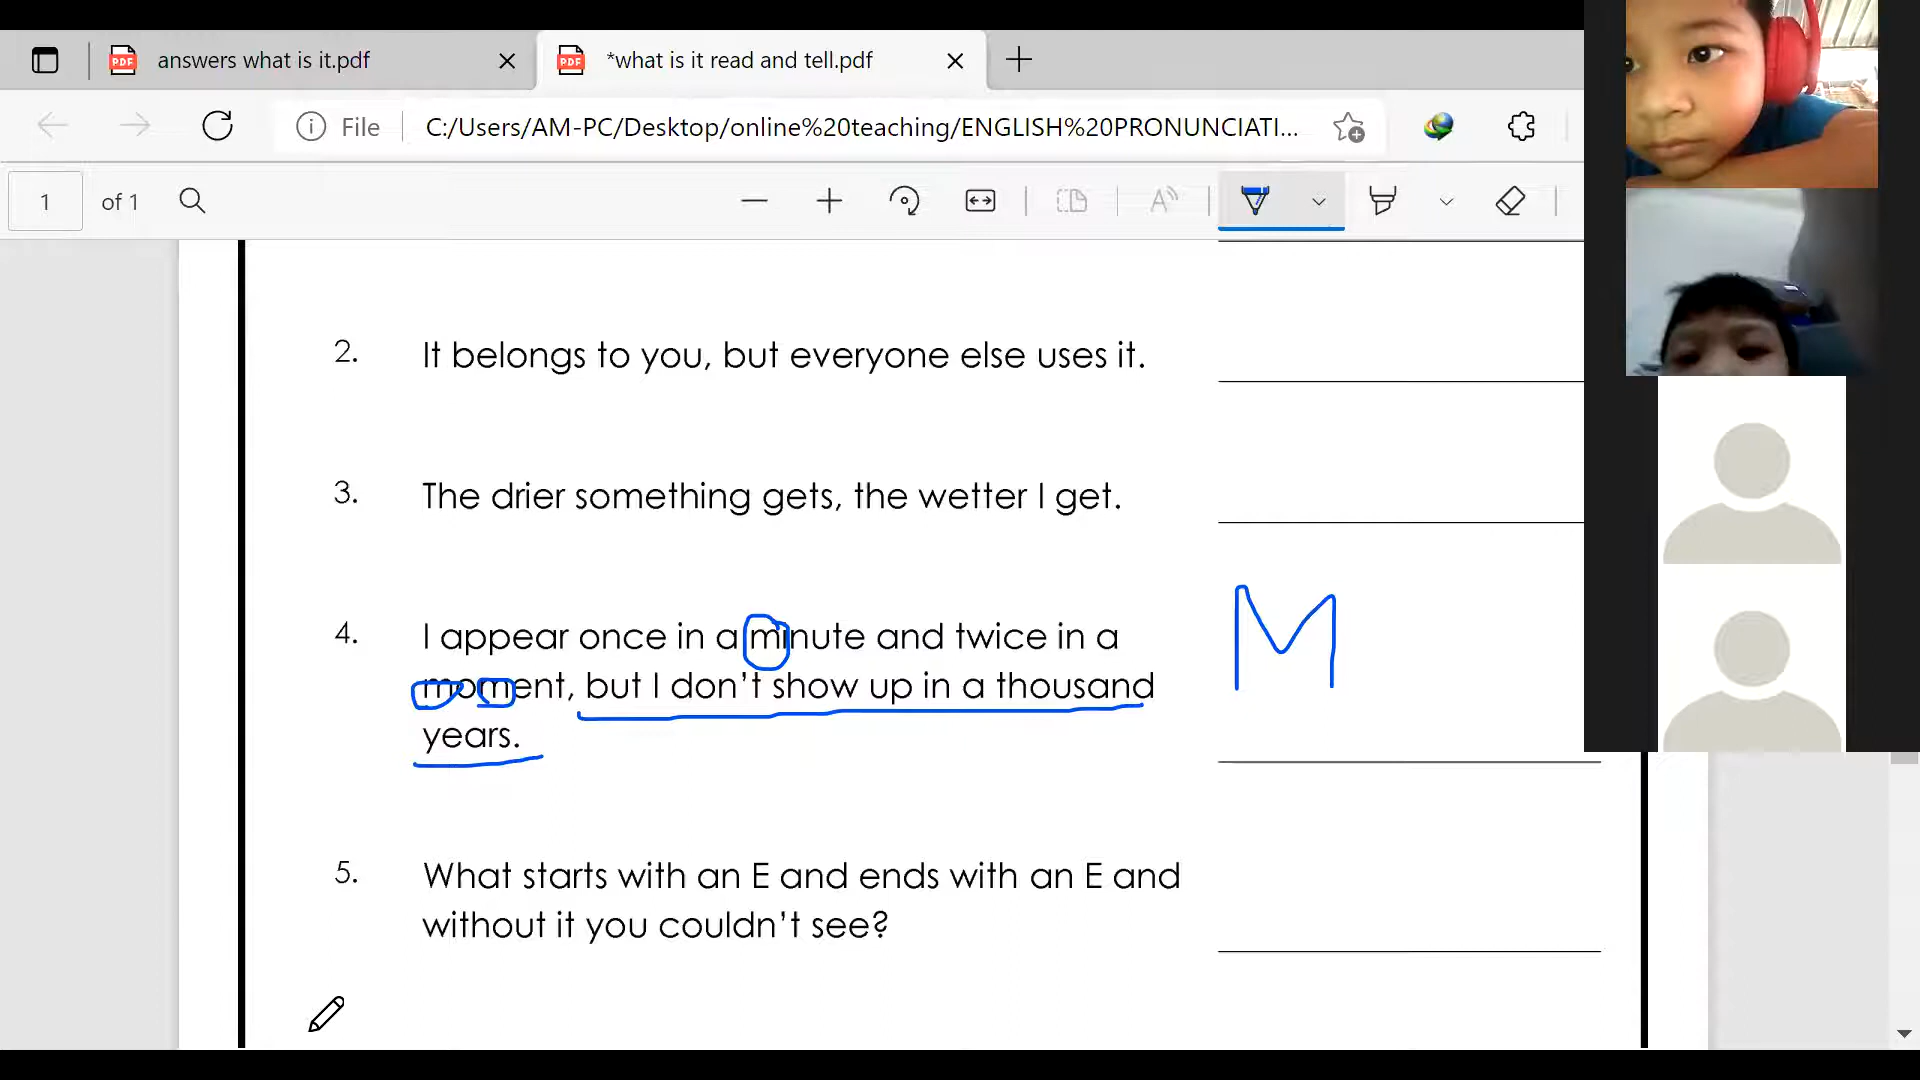 answers what is it.pdf
*what is it read and tell.pdf
File
C:/Users/AM-PC/Desktop/online%20teaching/ENGLISH%20PRONUNCIATI...
1 of 1
2. It belongs to you, but everyone else uses it.
3. The drier something gets, the wetter I get.
4. I appear once in a minute and twice in a
moment, but I don't show up in a thousand
years.
M
5. What starts with an E and ends with an E and
without it you couldn't see?